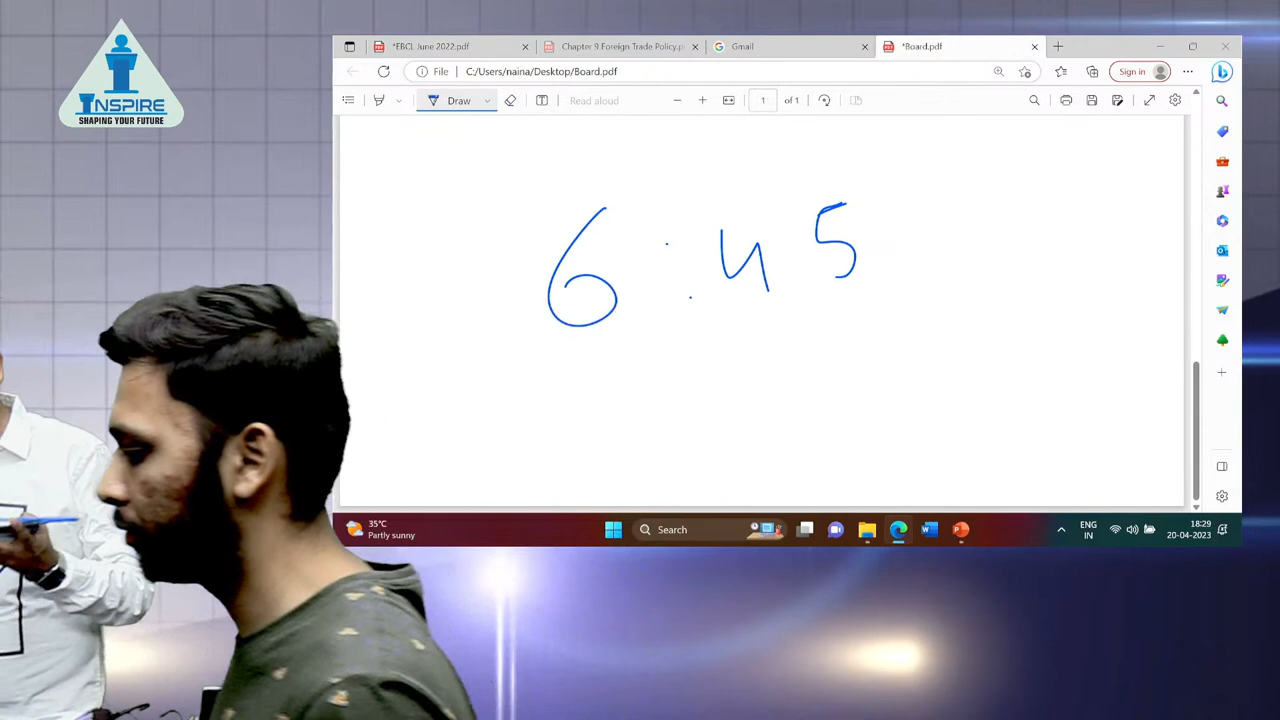 INSPIRE
SHAPING YOUR FUTURE
*EBCL June 2022.pdf
Chapter 9 Foreign Trade Policy.p
Gmail
*Board.pdf
File
C:/Users/naina/Desktop/Board.pdf
Sign in
Draw
Read aloud
1
of 1
6 : 45
35°C
Partly sunny
Search
ENG
IN
18:29
20-04-2023